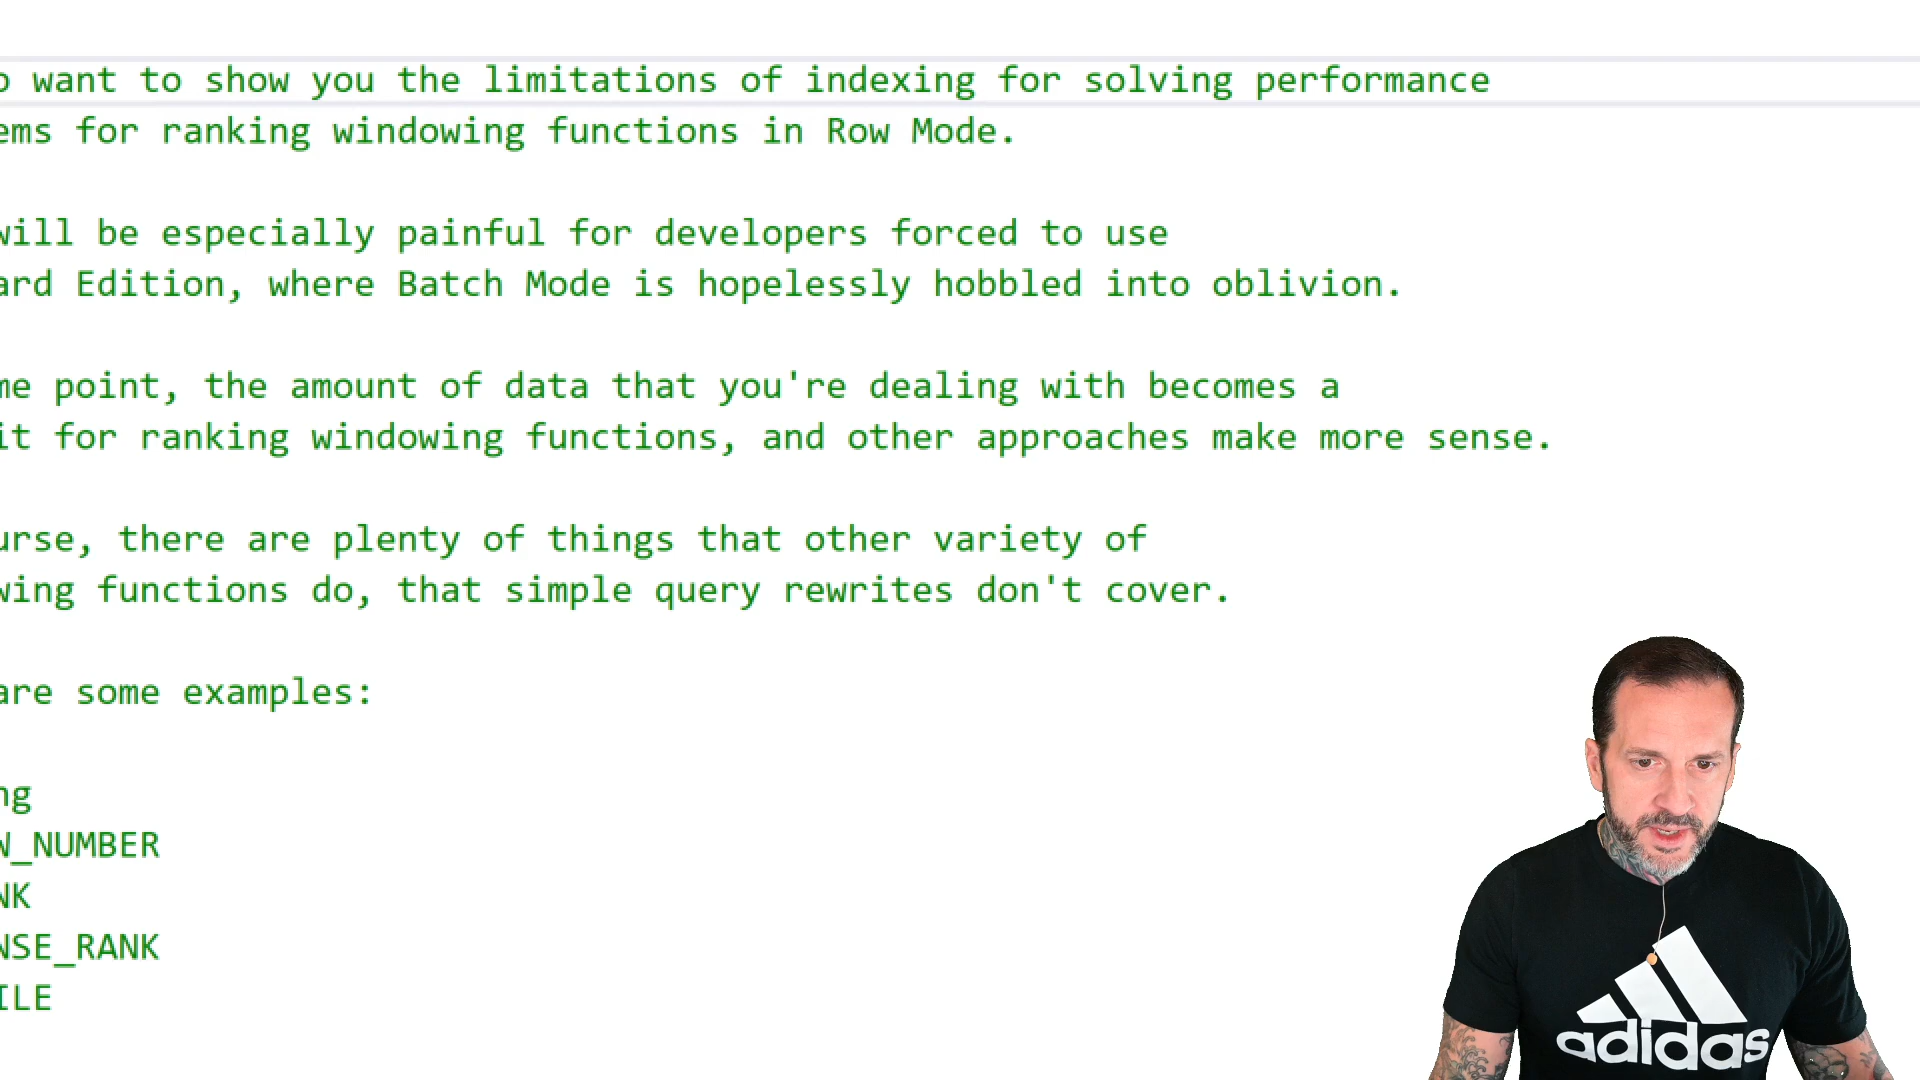 o want to show you the limitations of indexing for solving performance
ems for ranking windowing functions in Row Mode.
will be especially painful for developers forced to use
ard Edition, where Batch Mode is hopelessly hobbled into oblivion.
me point, the amount of data that you're dealing with becomes a
it for ranking windowing functions, and other approaches make more sense.
urse, there are plenty of things that other variety of
wing functions do, that simple query rewrites don't cover.
are some examples:
ng
W_NUMBER
NK
NSE_RANK
ILE
adidas